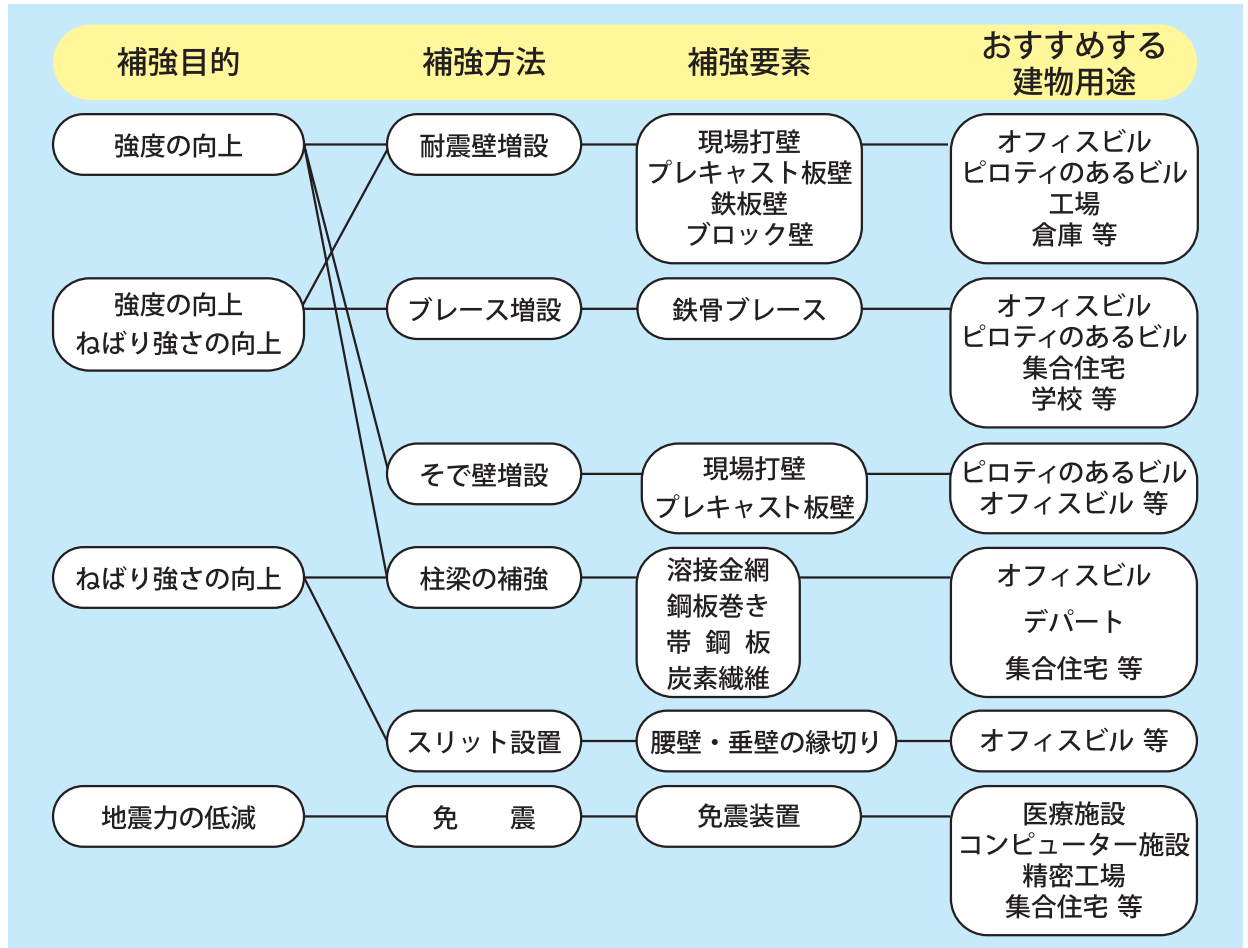 補強目的
補強方法
補強要素
おすすめする
建物用途
強度の向上
耐震壁増設
現場打壁
プレキャスト板壁
鉄板壁
ブロック壁
オフィスビル
ピロティのあるビル
工場
倉庫 等
強度の向上
ねばり強さの向上
ブレース増設
鉄骨ブレース
オフィスビル
ピロティのあるビル
集合住宅
学校 等
そで壁増設
現場打壁
プレキャスト板壁
ピロティのあるビル
オフィスビル 等
ねばり強さの向上
柱梁の補強
溶接金網
鋼板巻き
帯 鋼 板
炭素繊維
オフィスビル
デパート
集合住宅 等
スリット設置
腰壁・垂壁の縁切り
オフィスビル 等
地震力の低減
免 震
免震装置
医療施設
コンピューター施設
精密工場
集合住宅 等